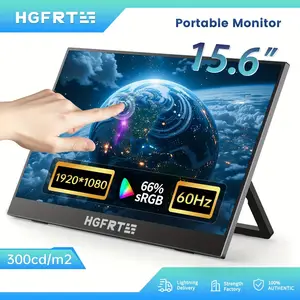 HGFRTEE
Portable Monitor
15.6"
1920*1080
66%
sRGB
60Hz
HGFRTEE
300cd/m2
Lightning
Delivery
Strength
Factory
100%
AUTHENTIC